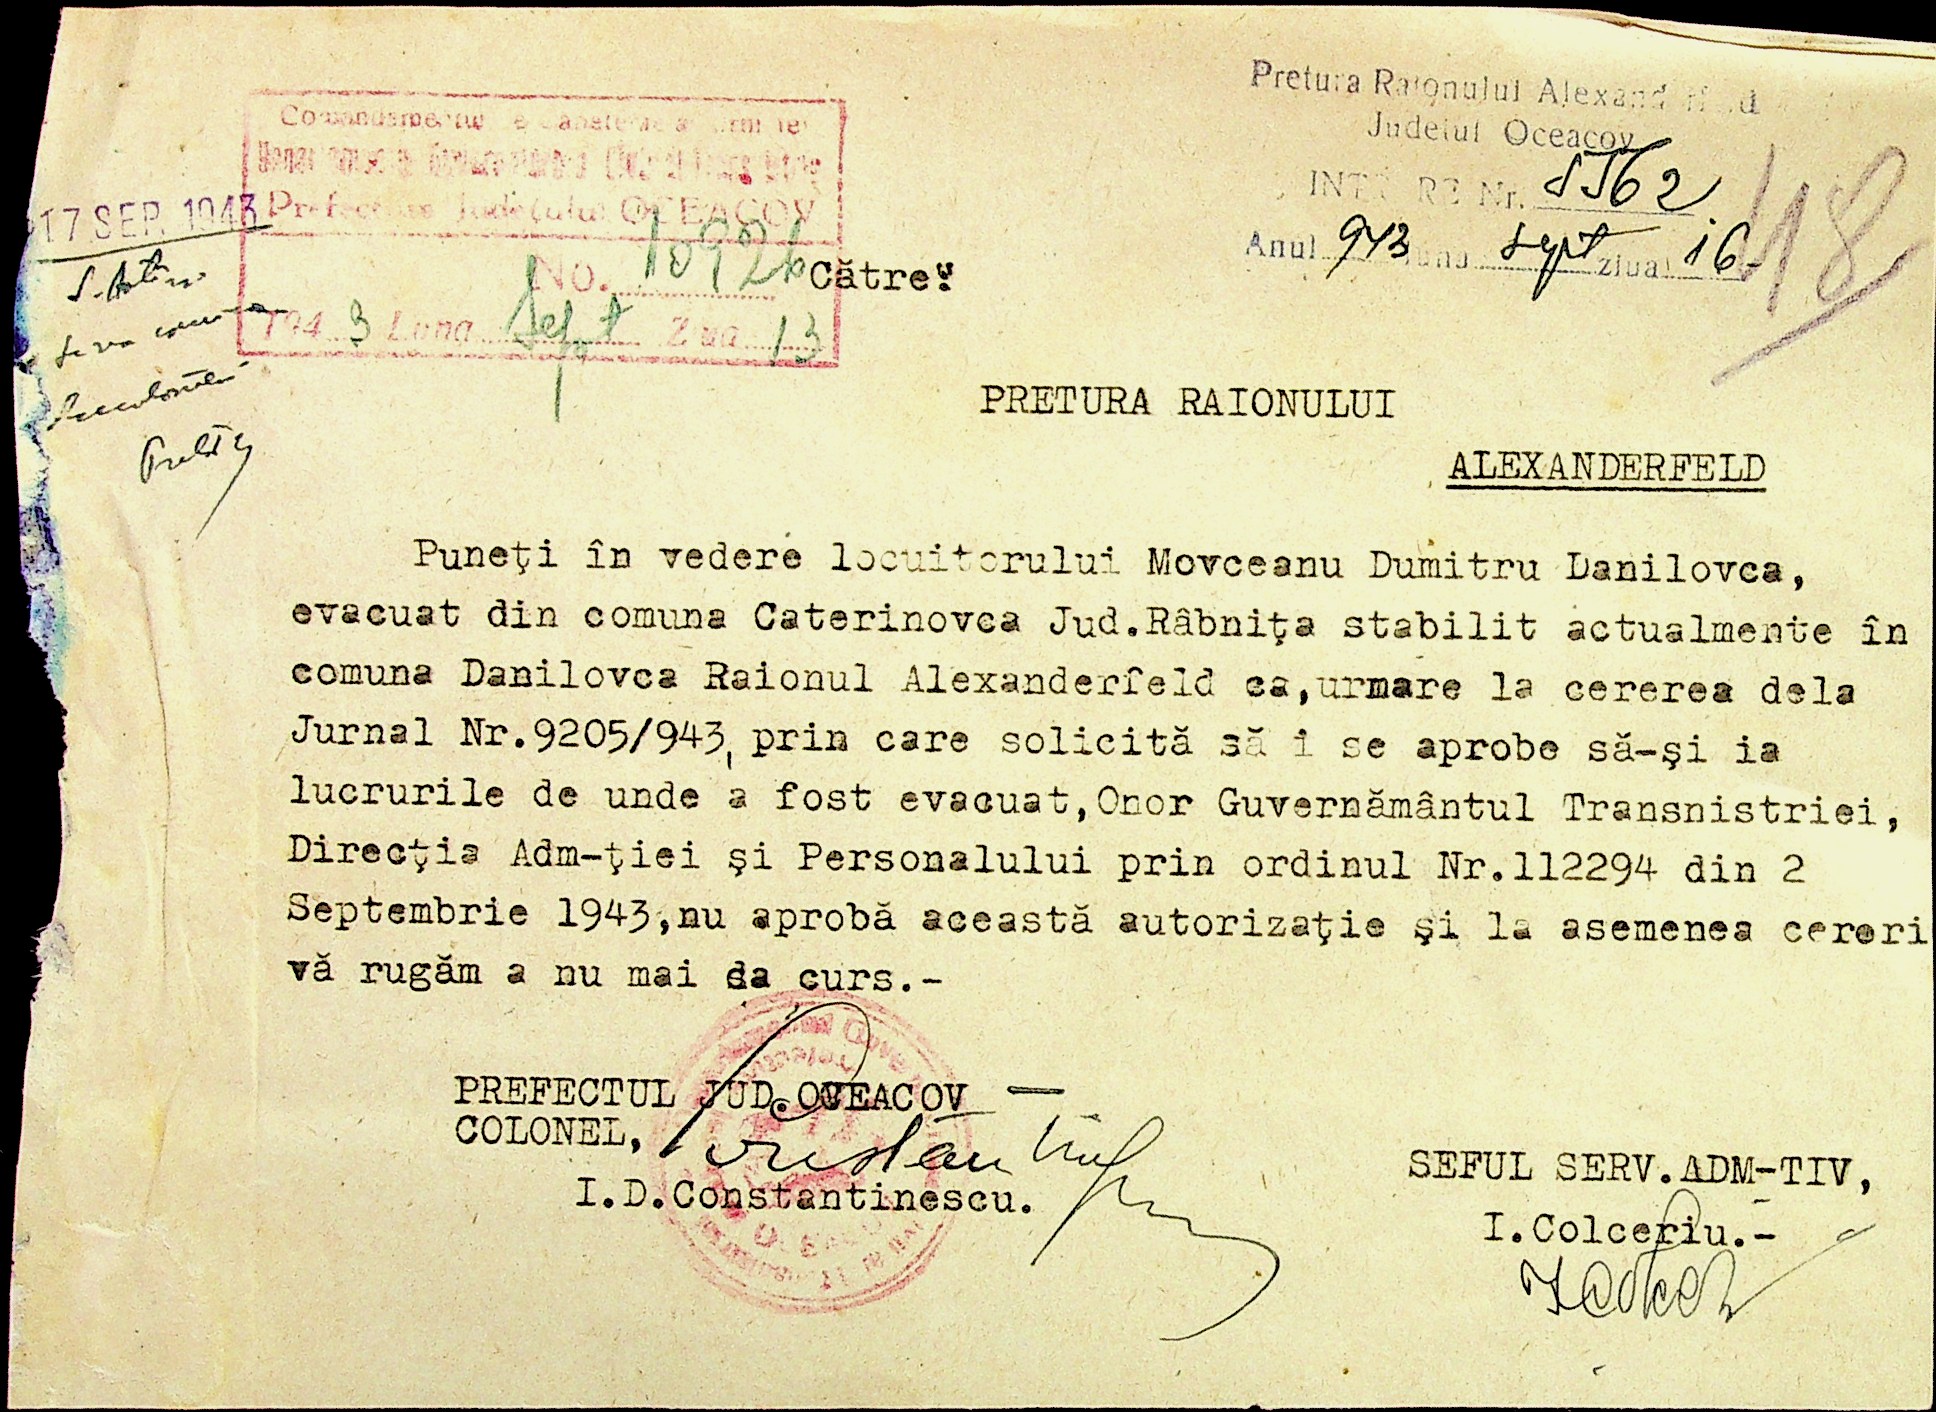 Pretura Raionului
Judetul Oceacov
Nr. 5562
Anul 943 luna sept ziua 16
48
17 SEP. 1943
Prefectura Judeţului OCEACOV
No. 10926
1943 Luna Sept Ziua 13
Către:
PRETURA RAIONULUI
ALEXANDERFELD
Puneţi în vedere locuitorului Movceanu Dumitru Danilovca,
evacuat din comuna Caterinovca Jud.Râbniţa stabilit actualmente în
comuna Danilovca Raionul Alexanderfeld ca,urmare la cererea dela
Jurnal Nr.9205/943, prin care solicită să i se aprobe să-şi ia
lucrurile de unde a fost evacuat,Onor Guvernământul Transnistriei,
Direcţia Adm-ţiei şi Personalului prin ordinul Nr.112294 din 2
Septembrie 1943,nu aprobă această autorizaţie şi la asemenea cereri
vă rugăm a nu mai da curs.-
PREFECTUL JUD.OCEACOV
COLONEL,
I.D.Constantinescu.
SEFUL SERV.ADM-TIV,
I.Colceriu.-